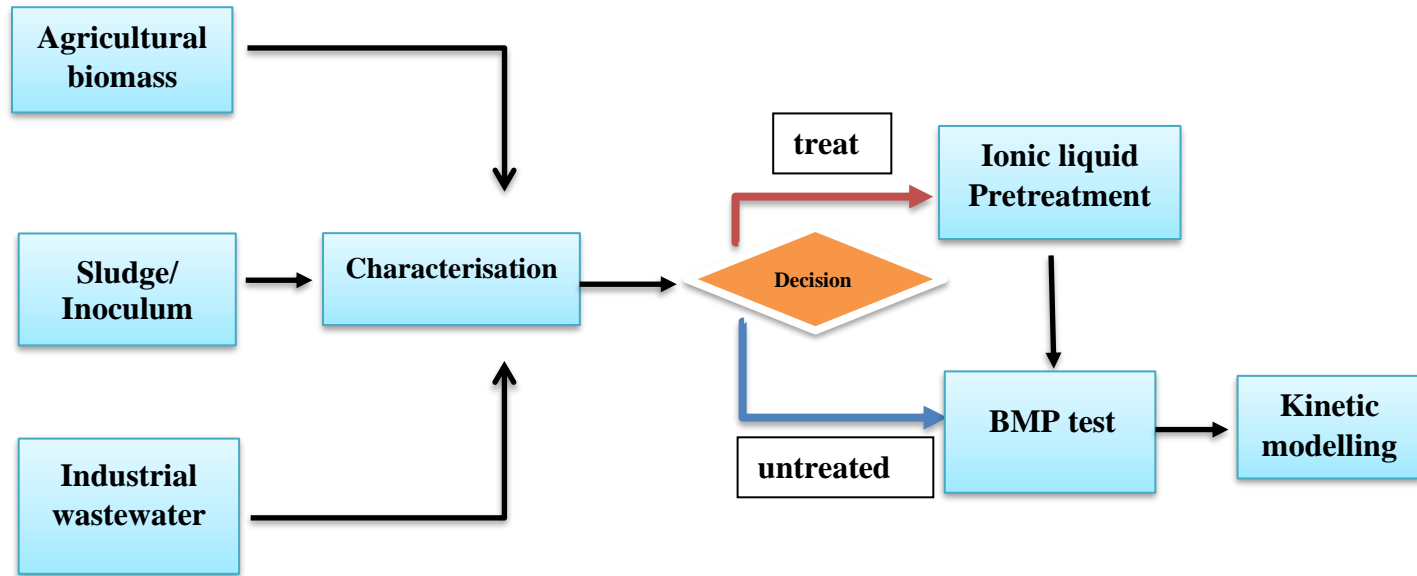 Agricultural
biomass
treat
Ionic liquid
Pretreatment
Sludge/
Inoculum
Characterisation
Decision
untreated
BMP test
Kinetic
modelling
Industrial
wastewater